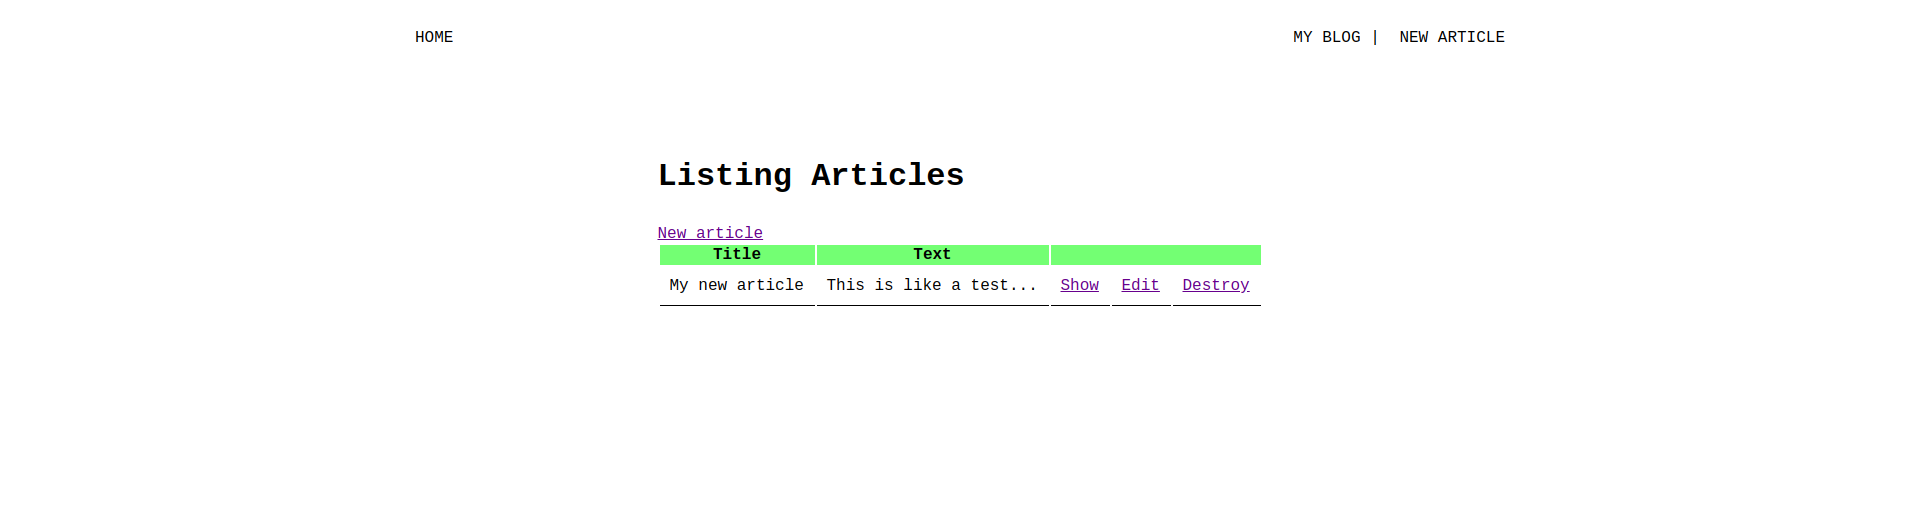 HOME MY BLOG | NEW ARTICLE
Listing Articles
New article
Title Text
My new article This is like a test... Show Edit Destroy